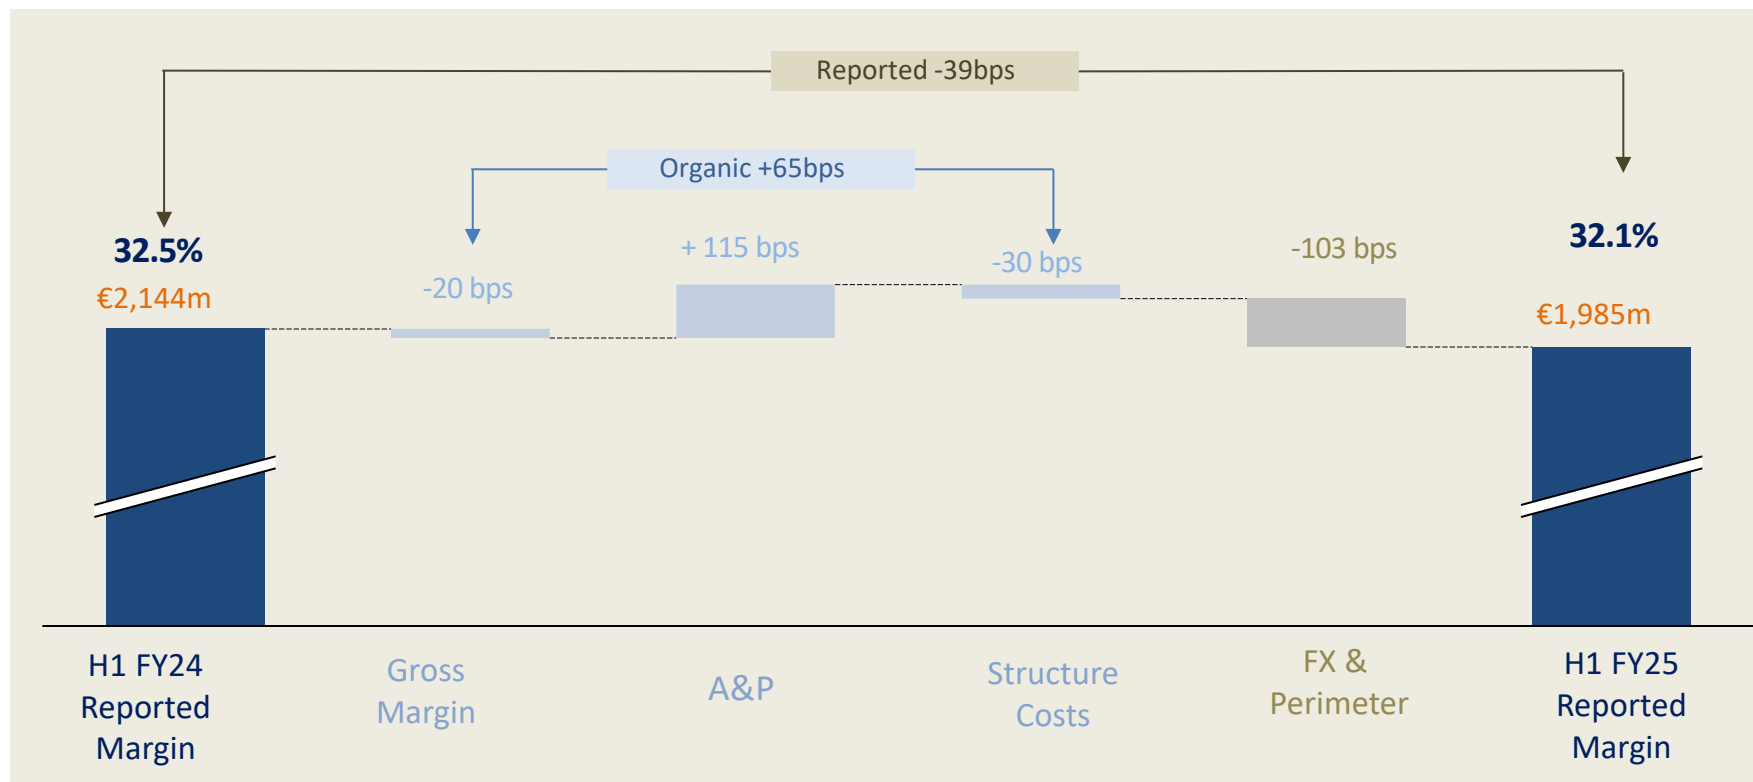 Reported -39bps
Organic +65bps
32.5%
€2,144m
-20 bps
+ 115 bps
-30 bps
-103 bps
32.1%
€1,985m
H1 FY24
Reported
Margin
Gross
Margin
A&P
Structure
Costs
FX &
Perimeter
H1 FY25
Reported
Margin